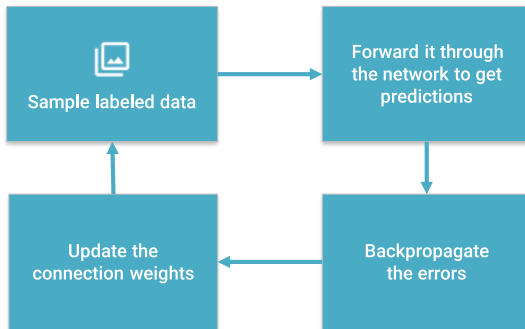 Sample labeled data
Forward it through
the network to get
predictions
Backpropagate
the errors
Update the
connection weights